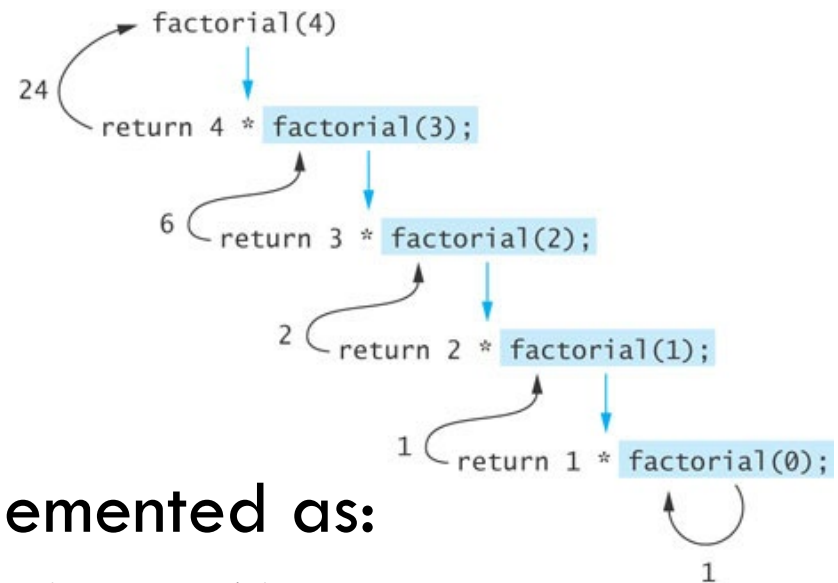 factorial(4)
24
return 4 * factorial(3);
6
return 3 * factorial(2);
2
return 2 * factorial(1);
1
return 1 * factorial(0);
emented as:
1